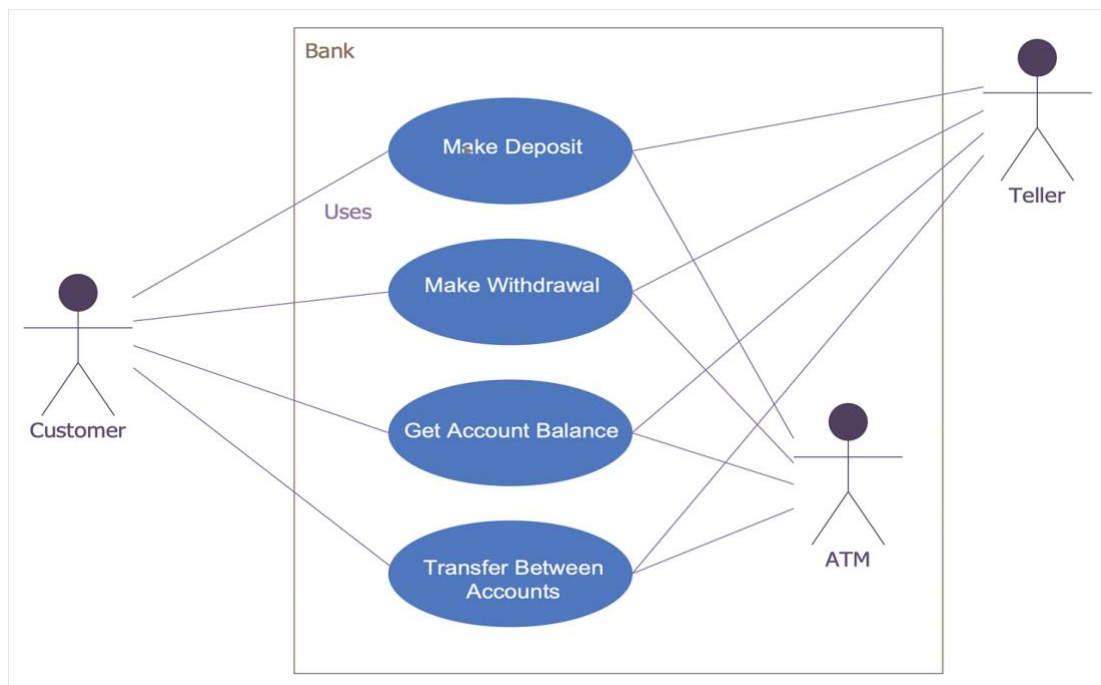 Bank
Make Deposit
Teller
Uses
Make Withdrawal
Customer
Get Account Balance
ATM
Transfer Between
Accounts